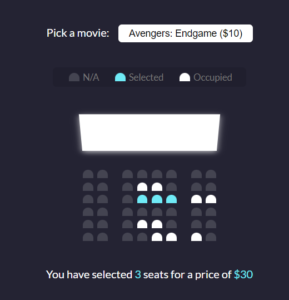 Pick a movie: Avengers: Endgame ($10)
N/A Selected Occupied
You have selected 3 seats for a price of $30